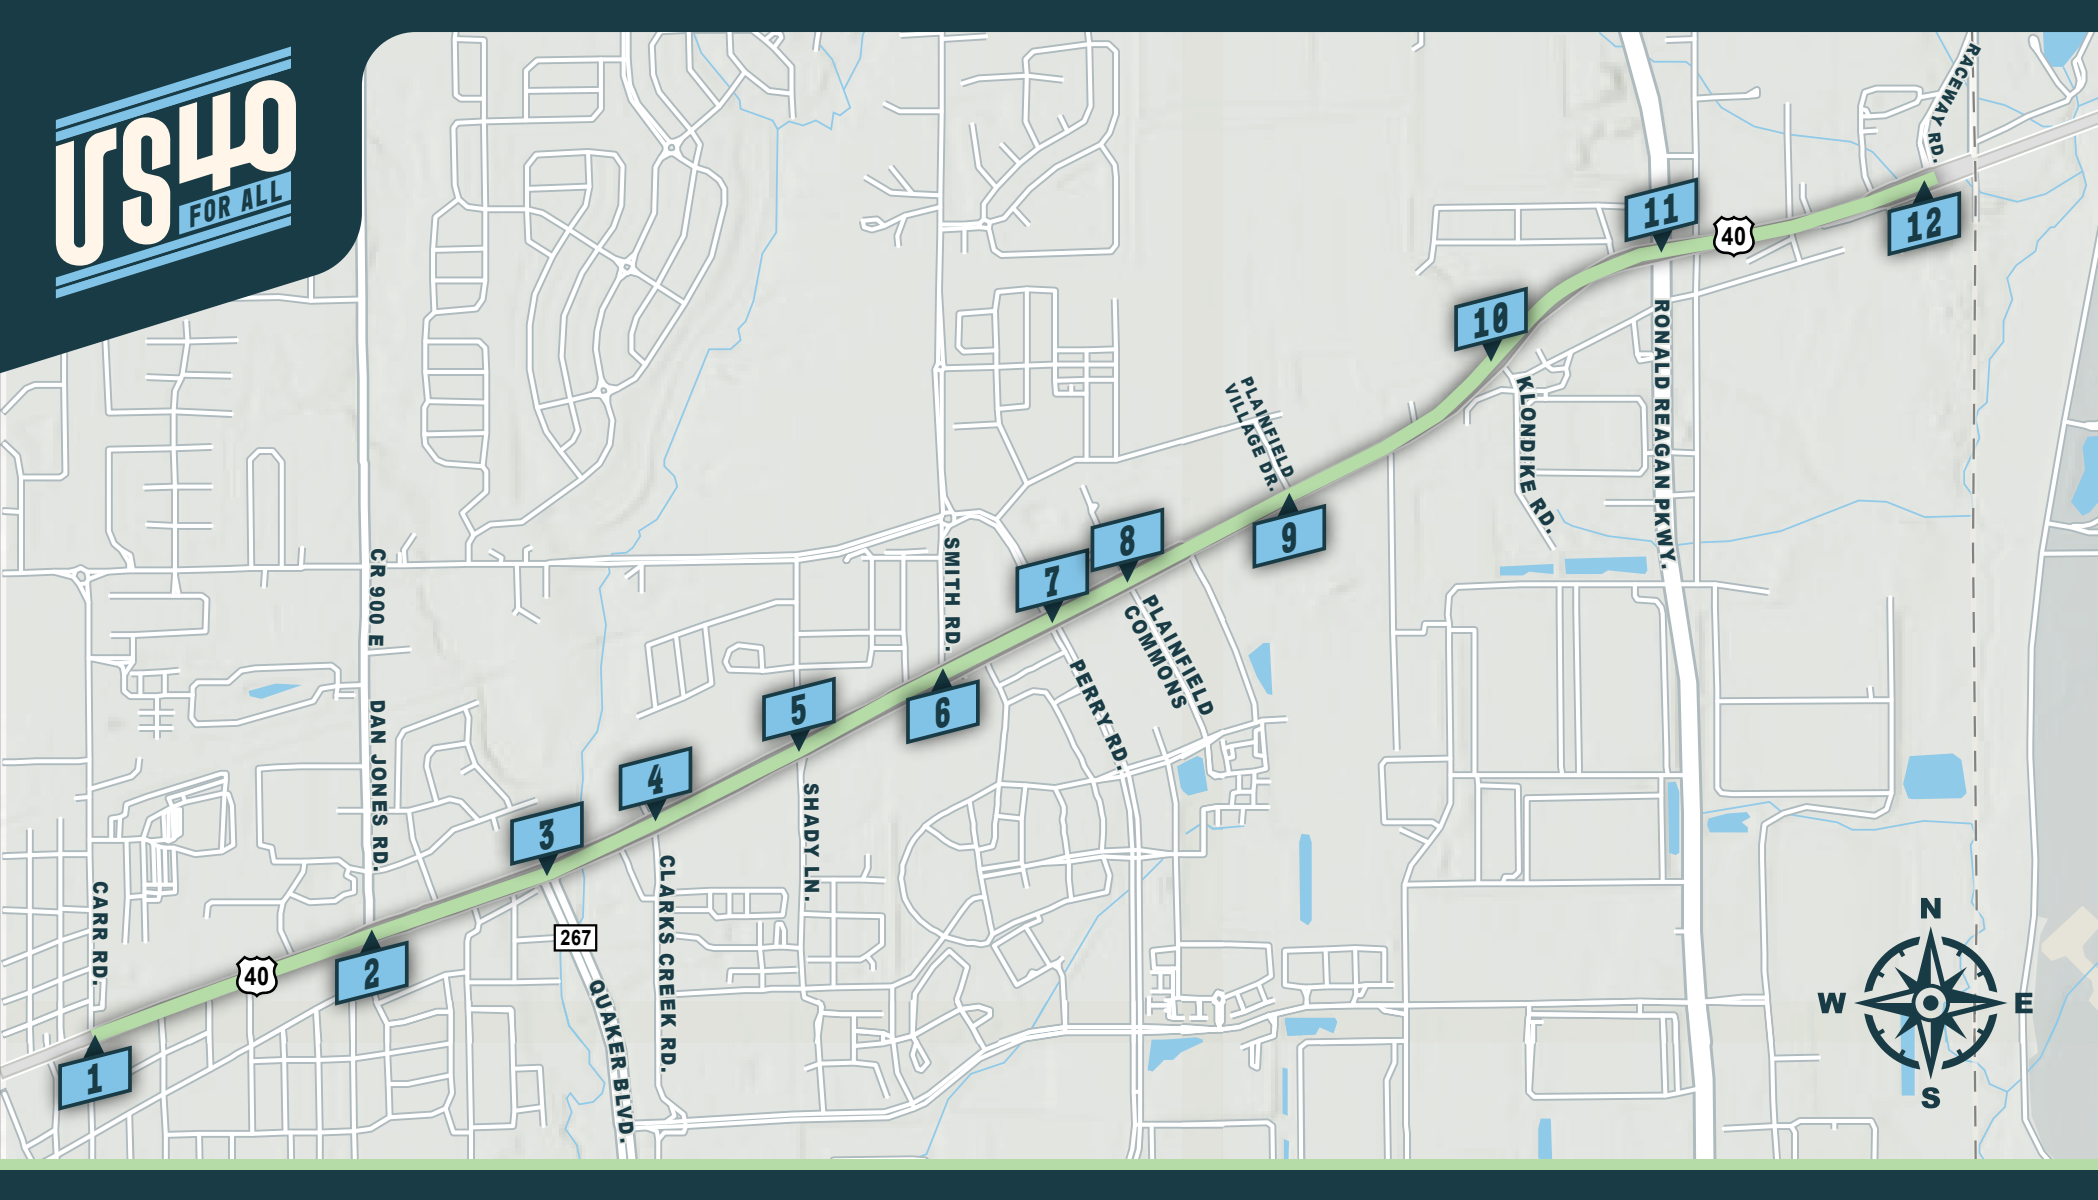 US40
FOR ALL
RACEWAY RD.
11
40
12
10
RONALD REAGAN PKWY.
KLONDIKE RD.
PLAINFIELD
VILLAGE DR.
9
8
7
SMITH RD.
CR 900 E
PLAINFIELD
COMMONS
PERRY RD.
6
5
4
3
DAN JONES RD.
SHADY LN.
CLARKS CREEK RD.
CARR RD.
267
2
40
QUAKER BLVD.
1
N
W
E
S